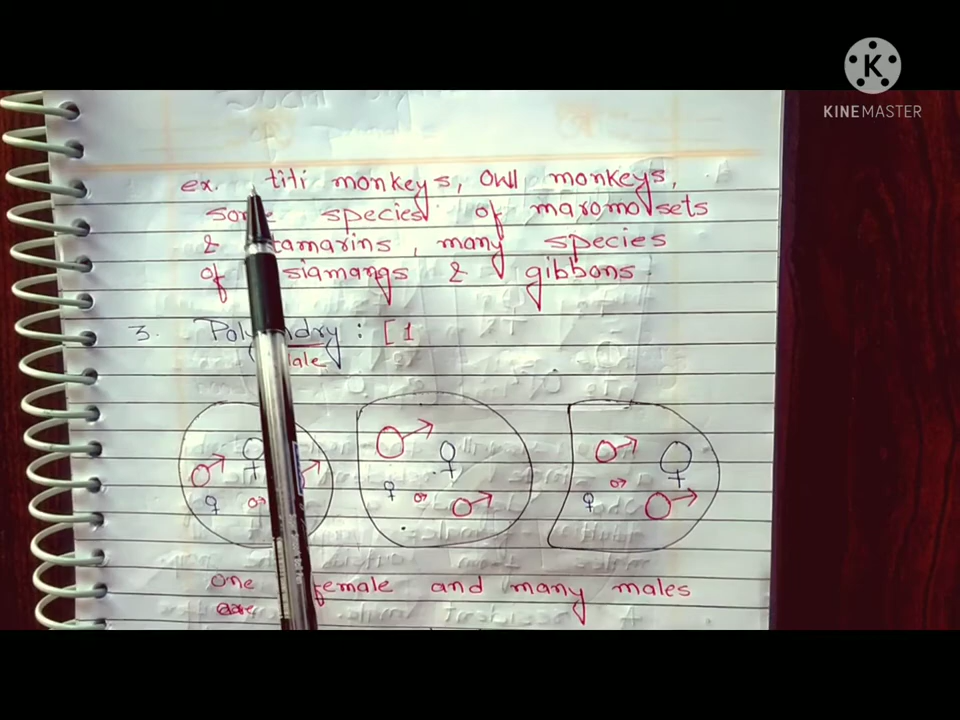 K
KINEMASTER
ex. titi monkeys, owl monkeys,
some species of maromosets
& tamarins, many species
of siamangs & gibbons
3. Polyandry : [1
Male
One female and many males